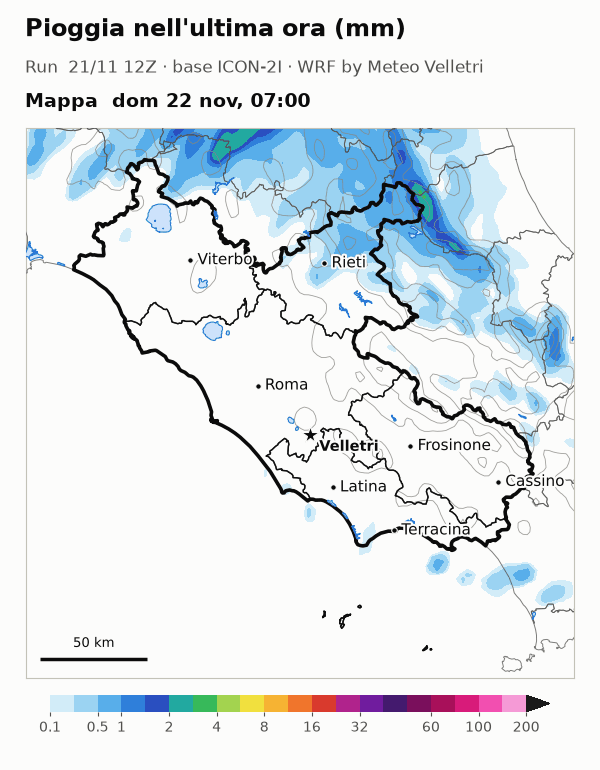 Pioggia nell'ultima ora (mm)
Run 21/11 12Z · base ICON-2I · WRF by Meteo Velletri
Mappa dom 22 nov, 07:00
Viterbo
Rieti
Roma
Velletri
Frosinone
Latina
Cassino
Terracina
50 km
0.1 0.5 1 2 4 8 16 32 60 100 200